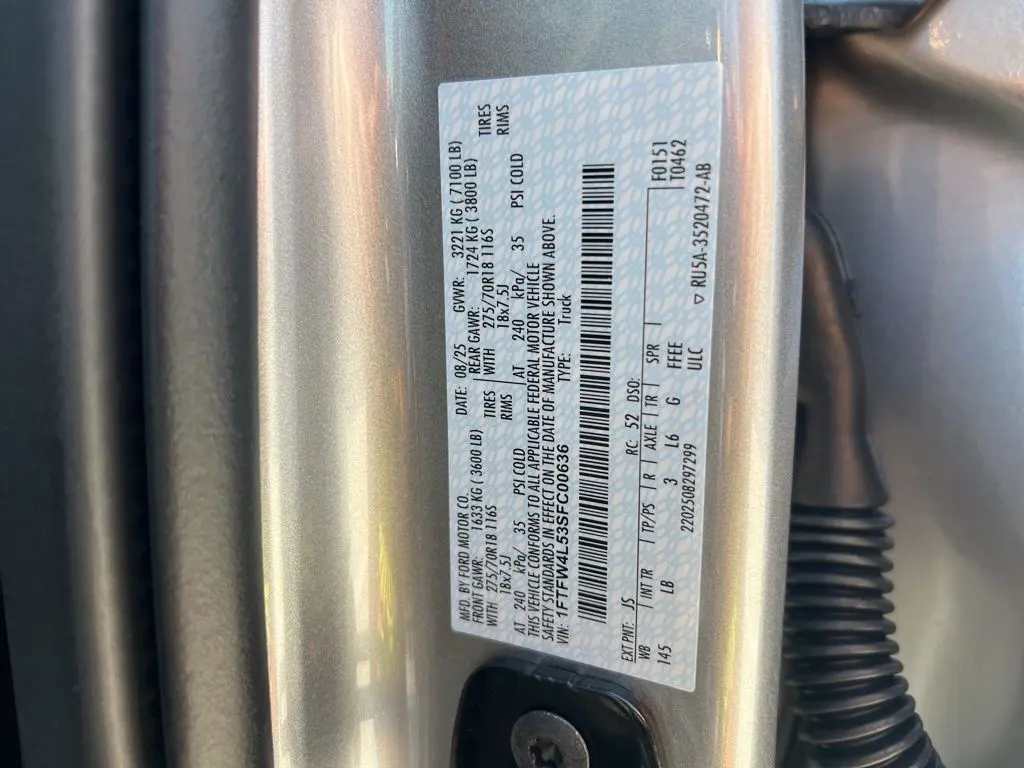 MFD. BY FORD MOTOR CO. DATE: 08/25 GVWR: 3221 KG ( 7100 LB)
FRONT GAWR: 1633 KG ( 3600 LB) REAR GAWR: 1724 KG ( 3800 LB)
WITH 275/70R18 116S TIRES WITH 275/70R18 116S TIRES
18x7.5J RIMS 18x7.5J RIMS
AT 240 kPa/ 35 PSI COLD AT 240 kPa/ 35 PSI COLD
THIS VEHICLE CONFORMS TO ALL APPLICABLE FEDERAL MOTOR VEHICLE
SAFETY STANDARDS IN EFFECT ON THE DATE OF MANUFACTURE SHOWN ABOVE.
VIN: 1FTFW4L53SFC00636 TYPE: Truck
EXT PNT: JS RC: 52 DSO: F0151
WB INT TR TP/PS R AXLE TR SPR T0462
145 LB 3 L6 G FFEE
2202508297299 ULC
▽ RU5A-3520472-AB